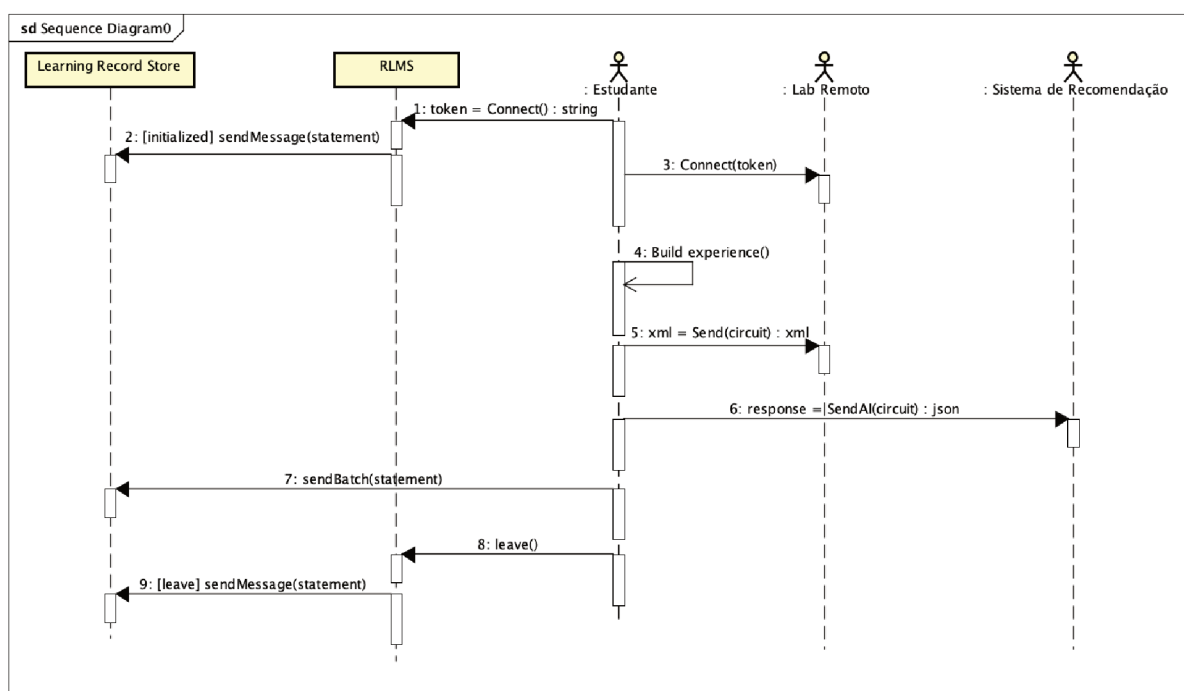 sd Sequence Diagram0
Learning Record Store
RLMS
: Estudante
: Lab Remoto
: Sistema de Recomendação
1: token = Connect() : string
2: [initialized] sendMessage(statement)
3: Connect(token)
4: Build experience()
5: xml = Send(circuit) : xml
6: response = SendAI(circuit) : json
7: sendBatch(statement)
8: leave()
9: [leave] sendMessage(statement)